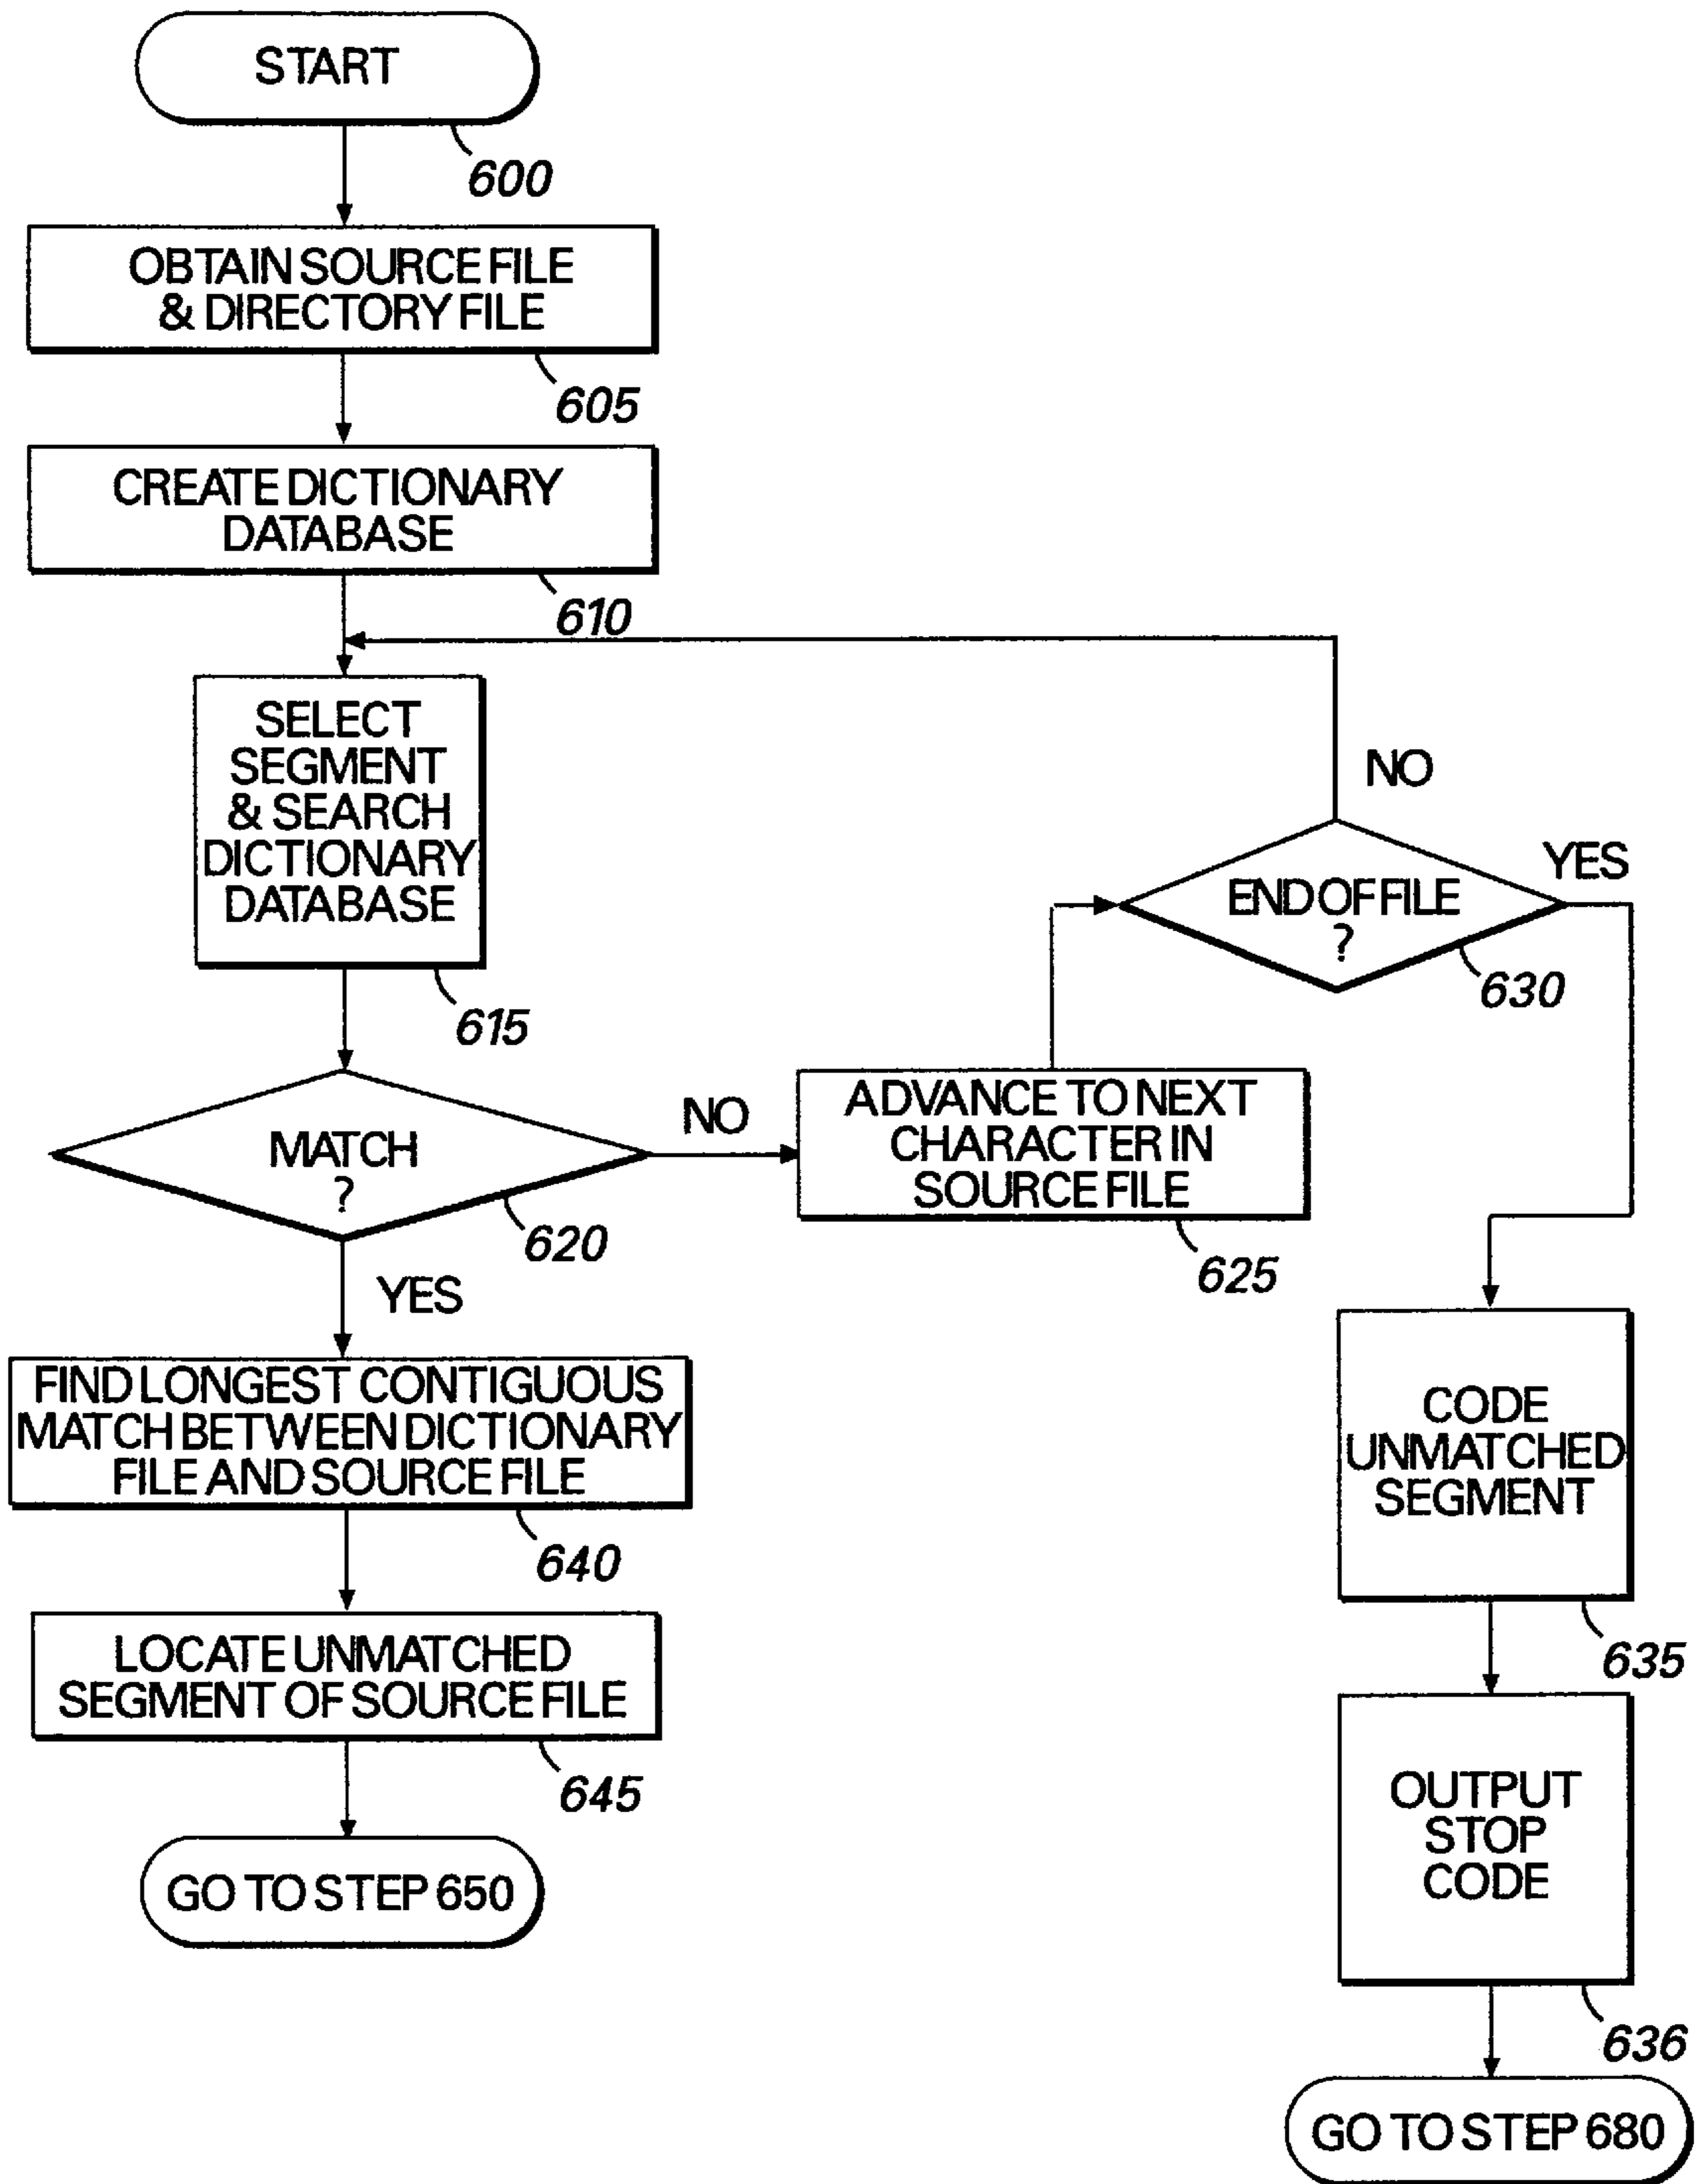 START
600
OBTAIN SOURCE FILE
& DIRECTORY FILE
605
CREATE DICTIONARY
DATABASE
610
SELECT
SEGMENT
& SEARCH
DICTIONARY
DATABASE
615
MATCH
?
620
NO
YES
ADVANCE TO NEXT
CHARACTER IN
SOURCE FILE
625
END OF FILE
?
630
NO
YES
CODE
UNMATCHED
SEGMENT
635
OUTPUT
STOP
CODE
636
GO TO STEP 680
FIND LONGEST CONTIGUOUS
MATCH BETWEEN DICTIONARY
FILE AND SOURCE FILE
640
LOCATE UNMATCHED
SEGMENT OF SOURCE FILE
645
GO TO STEP 650